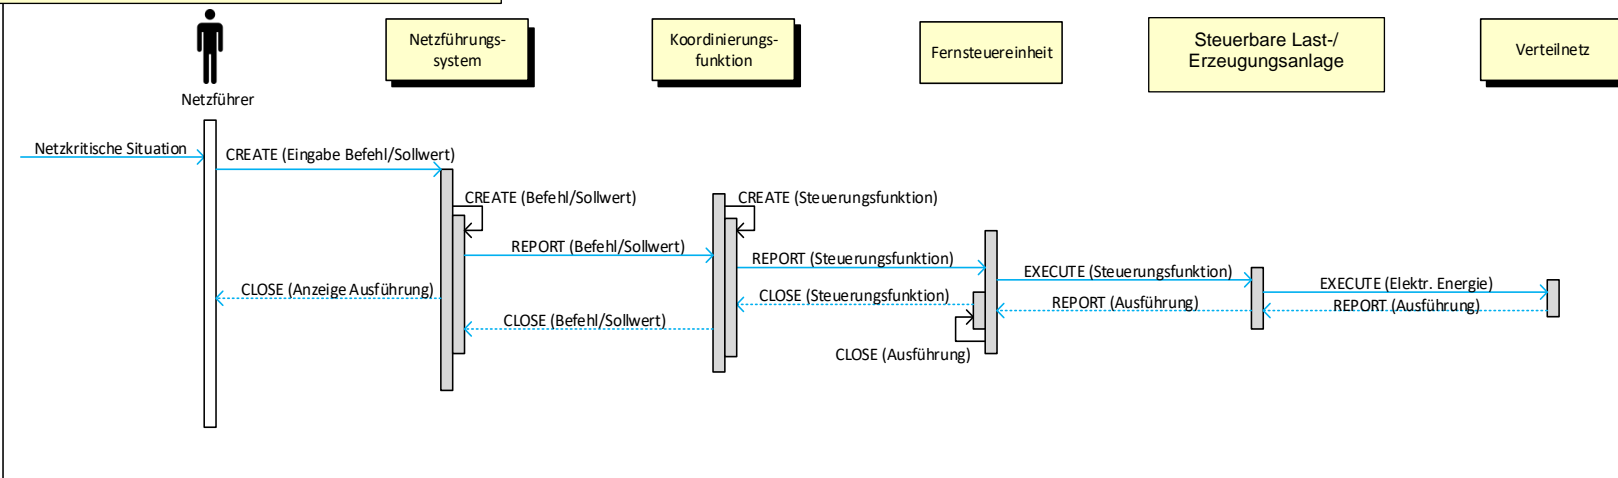 Netzführer
Netzführungs-
system
Koordinierungs-
funktion
Fernsteuereinheit
Steuerbare Last-/
Erzeugungsanlage
Verteilnetz
Netzkritische Situation
CREATE (Eingabe Befehl/Sollwert)
CREATE (Befehl/Sollwert)
CREATE (Steuerungsfunktion)
REPORT (Befehl/Sollwert)
REPORT (Steuerungsfunktion)
EXECUTE (Steuerungsfunktion)
EXECUTE (Elektr. Energie)
CLOSE (Anzeige Ausführung)
CLOSE (Steuerungsfunktion)
REPORT (Ausführung)
REPORT (Ausführung)
CLOSE (Befehl/Sollwert)
CLOSE (Ausführung)